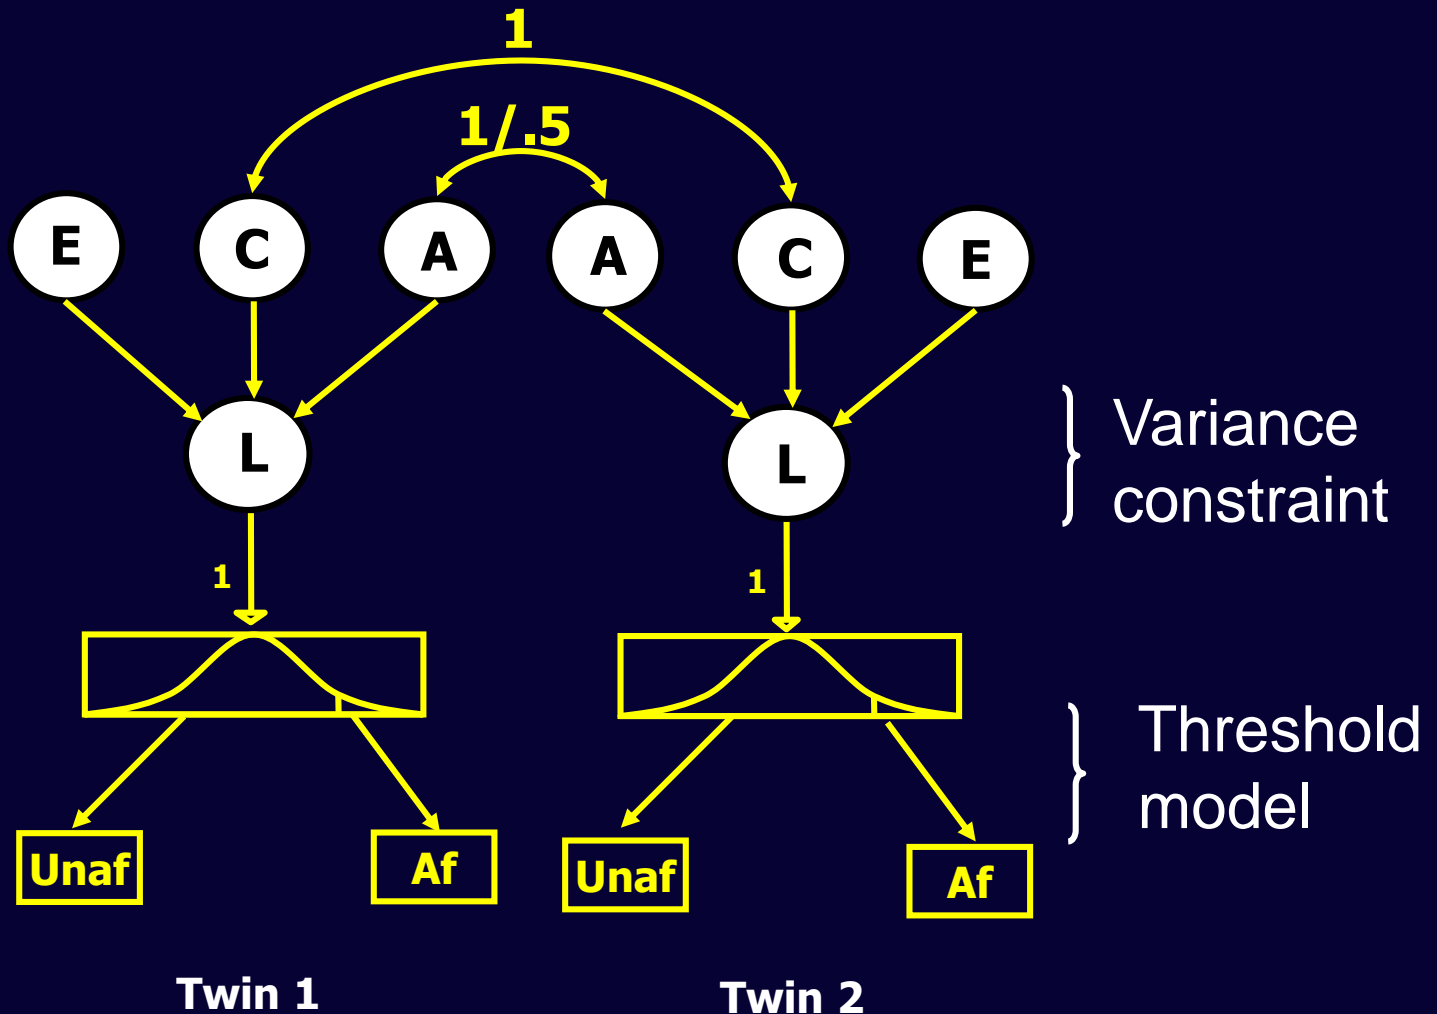 1
1/.5
E
C
A
A
C
E
L
L
Variance
constraint
1
1
Threshold
model
Unaf
Af
Unaf
Af
Twin 1
Twin 2